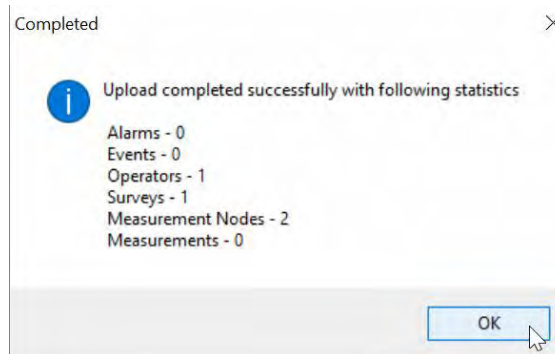 Completed
Upload completed successfully with following statistics
Alarms - 0
Events - 0
Operators - 1
Surveys - 1
Measurement Nodes - 2
Measurements - 0
OK